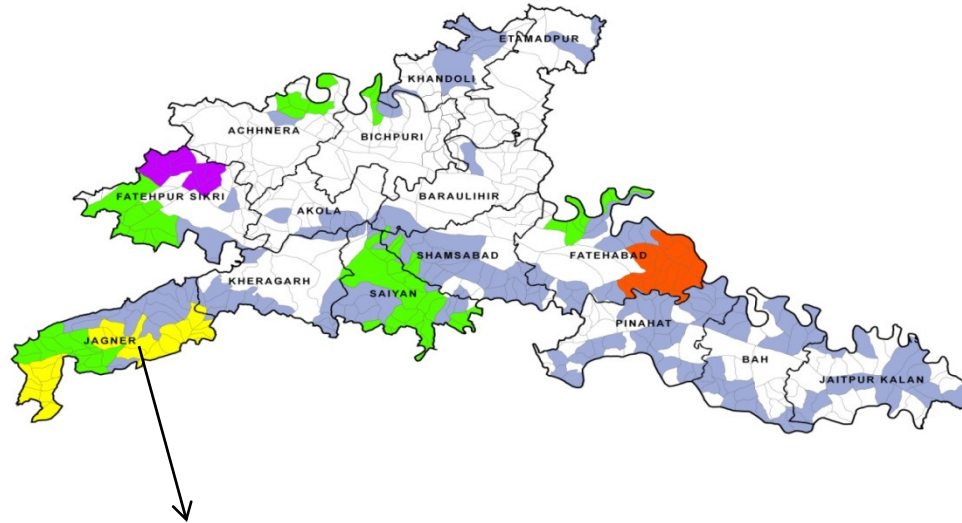 ETAMADPUR
KHANDOLI
ACHHNERA
BICHPURI
FATEHPUR SIKRI
BARAULIHIR
AKOLA
SHAMSABAD
FATEHABAD
KHERAGARH
SAIYAN
PINAHAT
JAGNER
BAH
JAITPUR KALAN